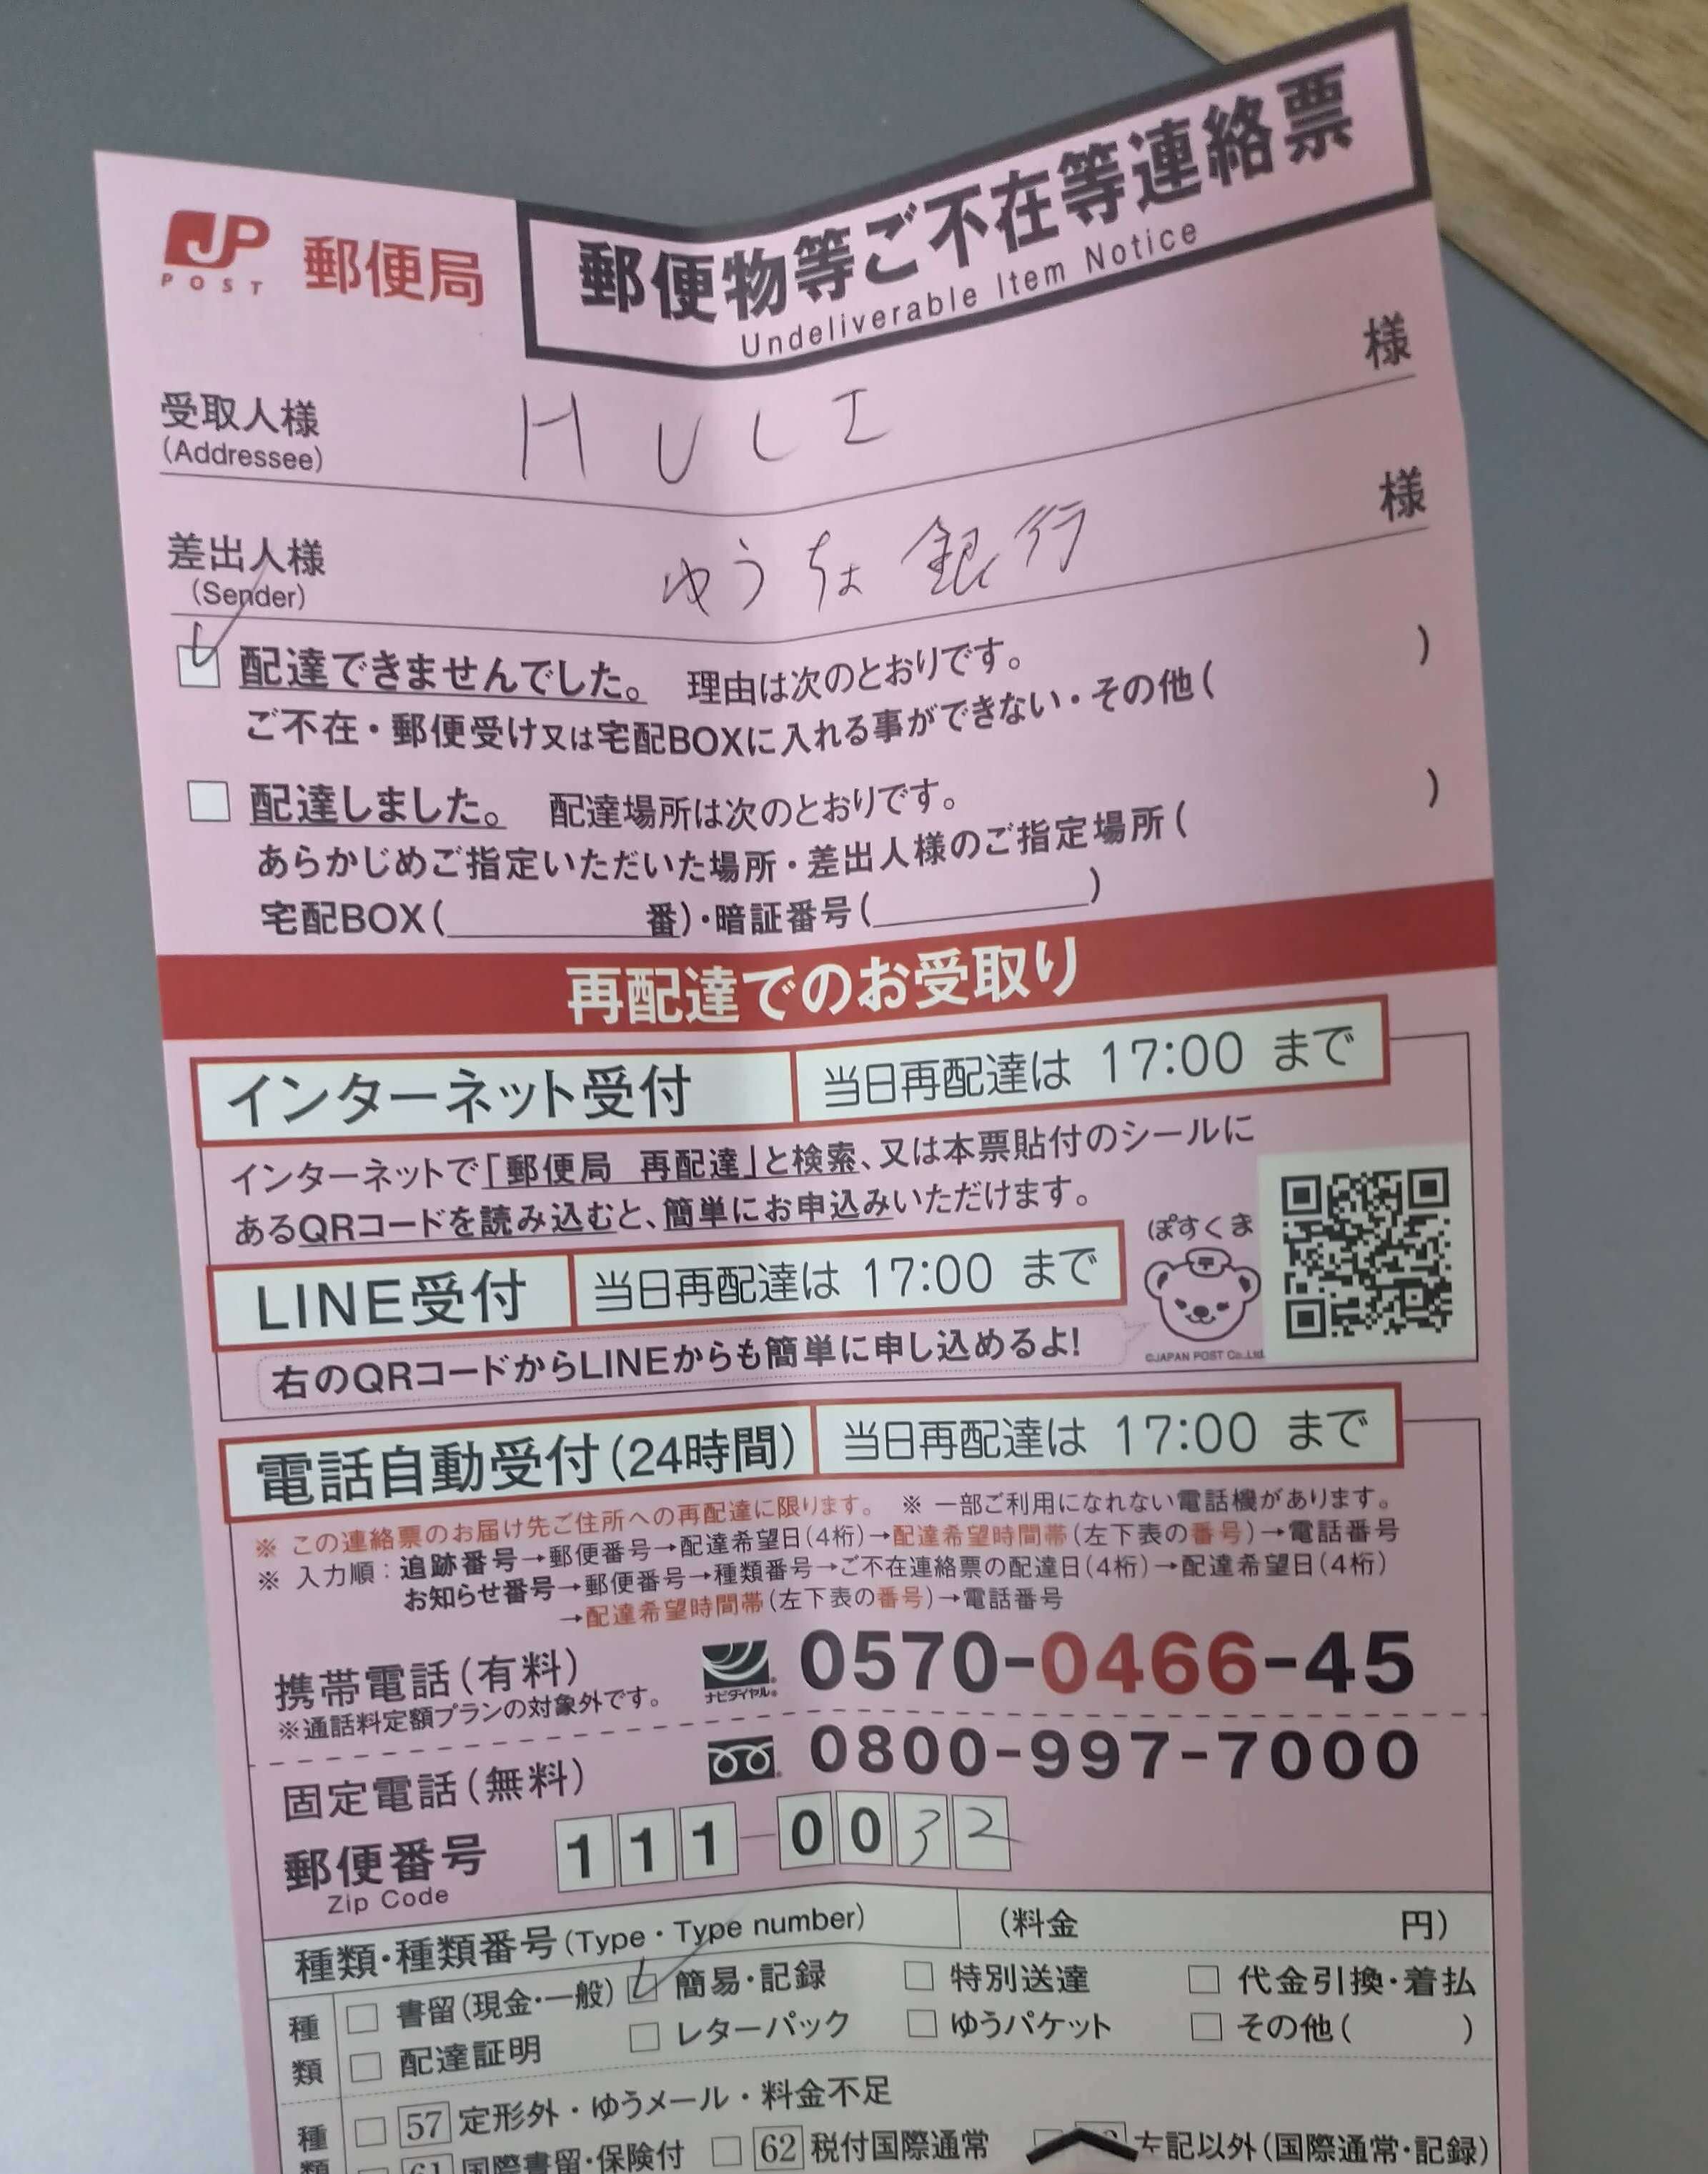 JP
POST
郵便局
郵便物等ご不在等連絡票
Undeliverable Item Notice
受取人様
(Addressee)
HULI 様
差出人様
(Sender)
ゆうちょ銀行 様
配達できませんでした。 理由は次のとおりです。
ご不在・郵便受け又は宅配BOXに入れる事ができない・その他( )
配達しました。 配達場所は次のとおりです。
あらかじめご指定いただいた場所・差出人様のご指定場所( )
宅配BOX( 番)・暗証番号( )
再配達でのお受取り
インターネット受付 当日再配達は 17:00 まで
インターネットで「郵便局 再配達」と検索、又は本票貼付のシールに
あるQRコードを読み込むと、簡単にお申込みいただけます。
ぽすくま
LINE受付 当日再配達は 17:00 まで
©JAPAN POST Co.,Ltd.
右のQRコードからLINEからも簡単に申し込めるよ!
電話自動受付(24時間) 当日再配達は 17:00 まで
※ この連絡票のお届け先ご住所への再配達に限ります。 ※ 一部ご利用になれない電話機があります。
※ 入力順:追跡番号→郵便番号→配達希望日(4桁)→配達希望時間帯(左下表の番号)→電話番号
お知らせ番号→郵便番号→種類番号→ご不在連絡票の配達日(4桁)→配達希望日(4桁)
→配達希望時間帯(左下表の番号)→電話番号
携帯電話(有料) ナビダイヤル® 0570-0466-45
※通話料定額プランの対象外です。
固定電話(無料) 0800-997-7000
郵便番号 111-0032
Zip Code
種類・種類番号(Type・Type number) (料金 円)
種類
書留(現金・一般) 簡易・記録 特別送達 代金引換・着払
配達証明 レターパック ゆうパケット その他( )
種類
57 定形外・ゆうメール・料金不足
61 国際書留・保険付 62 税付国際通常 左記以外(国際通常・記録)